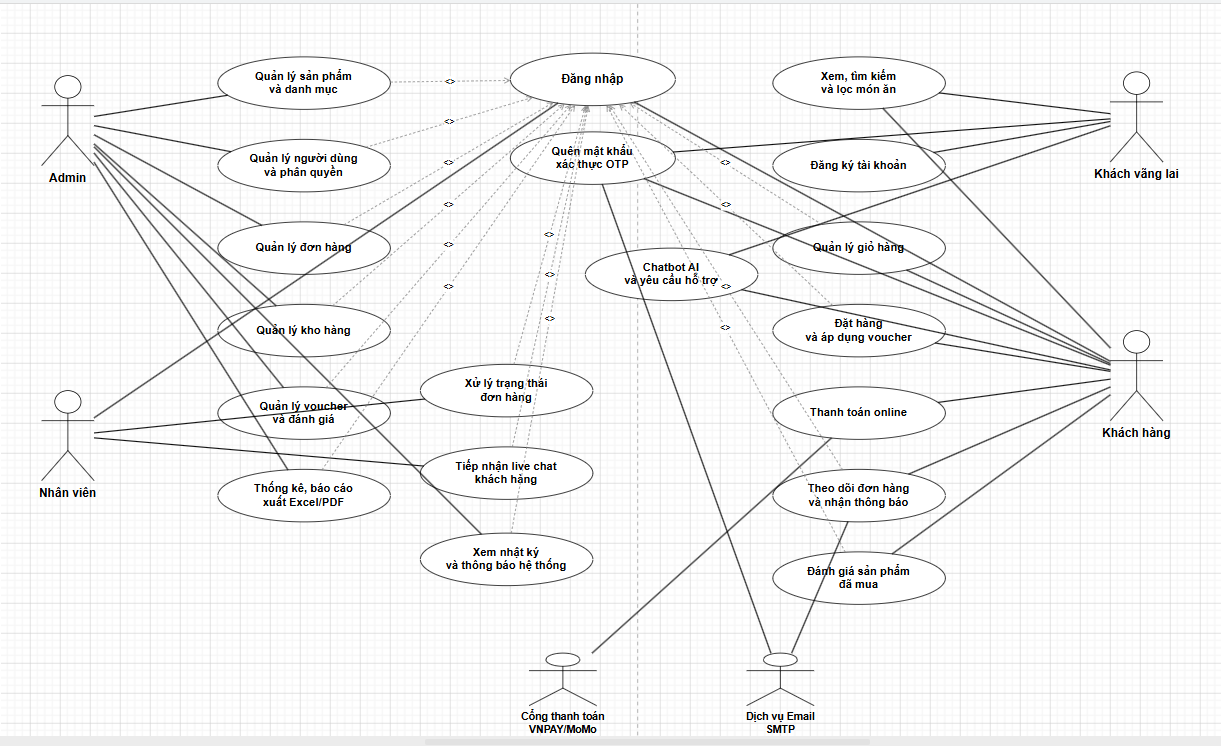 Quản lý sản phẩm
và danh mục
Đăng nhập
Xem, tìm kiếm
và lọc món ăn
Admin
Quản lý người dùng
và phân quyền
Quên mật khẩu
xác thực OTP
Đăng ký tài khoản
Khách vãng lai
Quản lý đơn hàng
Chatbot AI
và yêu cầu hỗ trợ
Quản lý giỏ hàng
Quản lý kho hàng
Đặt hàng
và áp dụng voucher
Xử lý trạng thái
đơn hàng
Quản lý voucher
và đánh giá
Thanh toán online
Khách hàng
Nhân viên
Tiếp nhận live chat
khách hàng
Thống kê, báo cáo
xuất Excel/PDF
Theo dõi đơn hàng
và nhận thông báo
Xem nhật ký
và thông báo hệ thống
Đánh giá sản phẩm
đã mua
Cổng thanh toán
VNPAY/MoMo
Dịch vụ Email
SMTP
<>
<>
<>
<>
<>
<>
<>
<>
<>
<>
<>
<>
<>